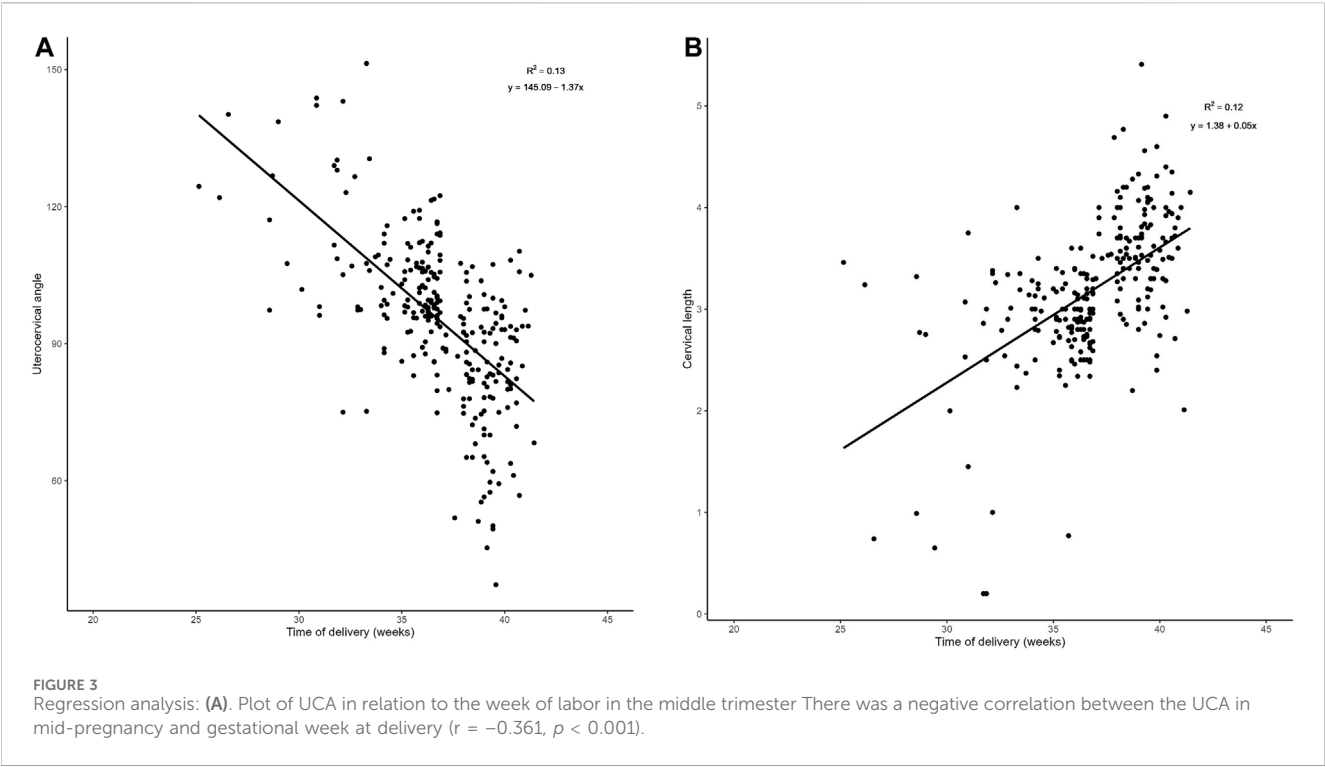 A
R² = 0.13
y = 145.09 − 1.37x
150
120
90
60
Uterocervical angle
20 25 30 35 40 45
Time of delivery (weeks)
B
R² = 0.12
y = 1.38 + 0.05x
5
4
3
2
1
0
Cervical length
20 25 30 35 40 45
Time of delivery (weeks)
FIGURE 3
Regression analysis: (A). Plot of UCA in relation to the week of labor in the middle trimester There was a negative correlation between the UCA in
mid-pregnancy and gestational week at delivery (r = −0.361, p < 0.001).